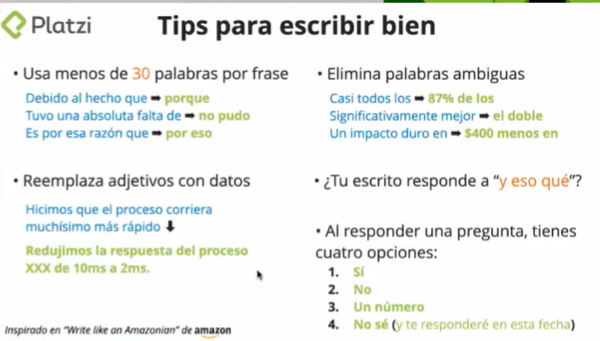 Platzi
Tips para escribir bien
• Usa menos de 30 palabras por frase
Debido al hecho que ➡ porque
Tuvo una absoluta falta de ➡ no pudo
Es por esa razón que ➡ por eso
• Reemplaza adjetivos con datos
Hicimos que el proceso corriera
muchísimo más rápido ⬇
Redujimos la respuesta del proceso
XXX de 10ms a 2ms.
• Elimina palabras ambiguas
Casi todos los ➡ 87% de los
Significativamente mejor ➡ el doble
Un impacto duro en ➡ $400 menos en
• ¿Tu escrito responde a “y eso qué”?
• Al responder una pregunta, tienes
cuatro opciones:
1. Sí
2. No
3. Un número
4. No sé (y te responderé en esta fecha)
Inspirado en “Write like an Amazonian” de amazon